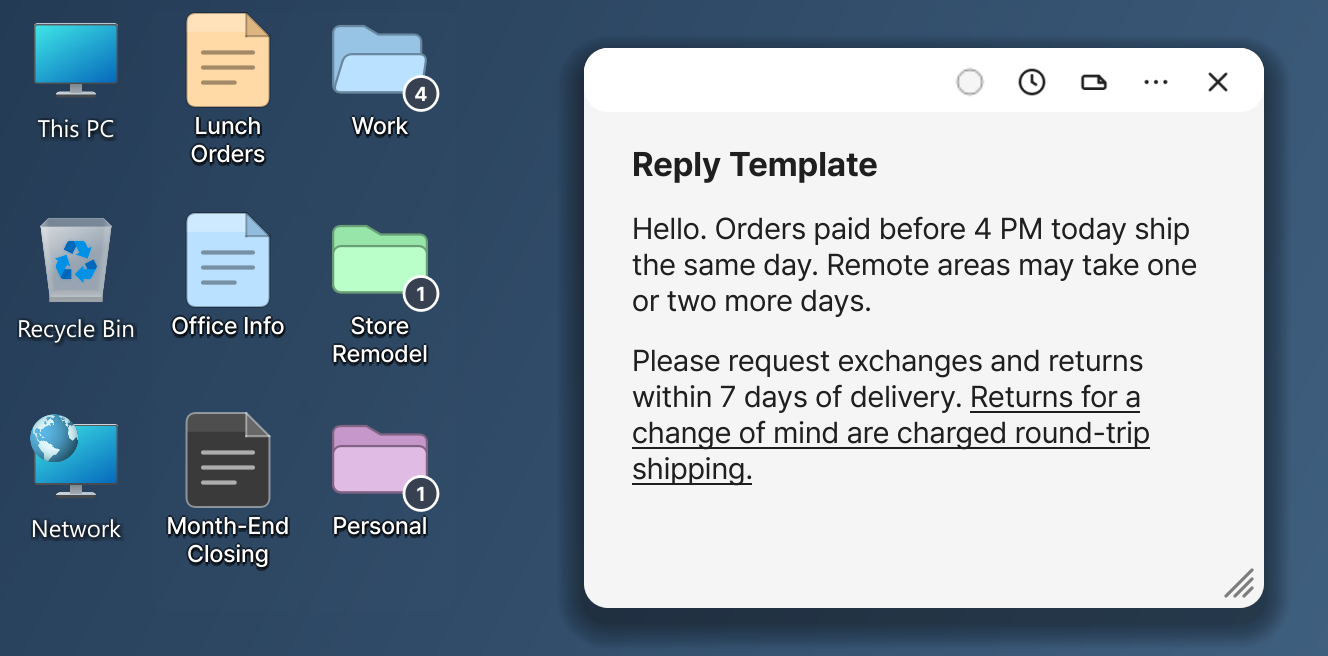 This PC
Lunch
Orders
Work
4
Recycle Bin
Office Info
Store
Remodel
1
Network
Month-End
Closing
Personal
1
Reply Template
Hello. Orders paid before 4 PM today ship
the same day. Remote areas may take one
or two more days.
Please request exchanges and returns
within 7 days of delivery. Returns for a
change of mind are charged round-trip
shipping.